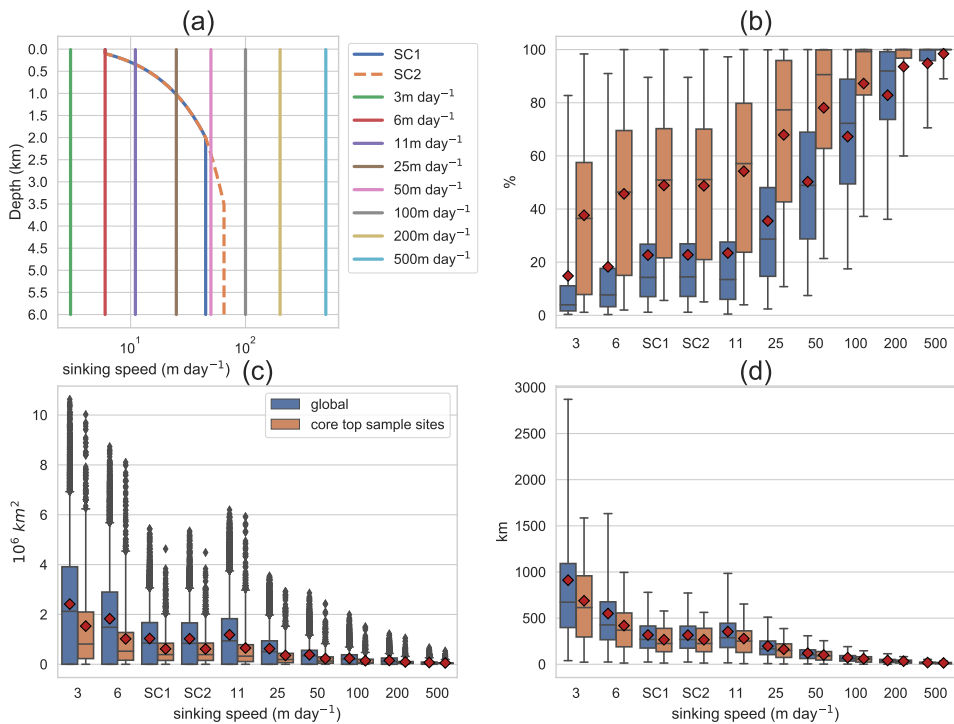 (a)
0.0
0.5
1.0
1.5
2.0
2.5
3.0
3.5
4.0
4.5
5.0
5.5
6.0
Depth (km)
10¹
10²
sinking speed (m day⁻¹)
SC1
SC2
3m day⁻¹
6m day⁻¹
11m day⁻¹
25m day⁻¹
50m day⁻¹
100m day⁻¹
200m day⁻¹
500m day⁻¹
(b)
100
80
60
40
20
0
%
3 6 SC1 SC2 11 25 50 100 200 500
(c)
10
8
6
4
2
0
10⁶ km²
global
core top sample sites
3 6 SC1 SC2 11 25 50 100 200 500
sinking speed (m day⁻¹)
(d)
3000
2500
2000
1500
1000
500
0
km
3 6 SC1 SC2 11 25 50 100 200 500
sinking speed (m day⁻¹)